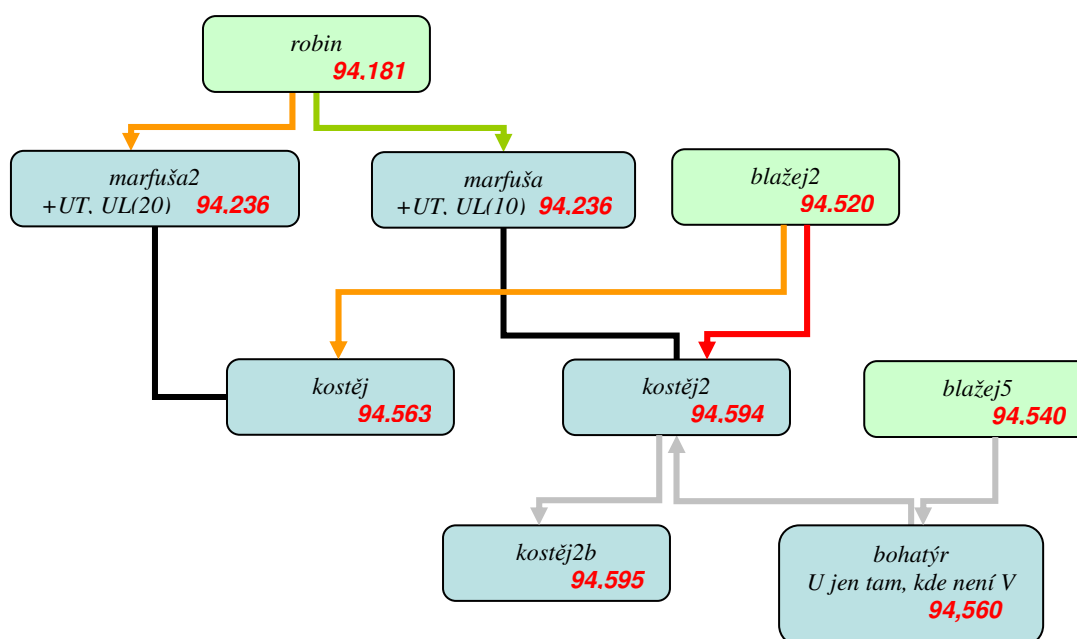 robin
94.181
marfuša2
+UT, UL(20) 94.236
marfuša
+UT, UL(10) 94.236
blažej2
94.520
kostěj
94.563
kostěj2
94.594
blažej5
94.540
kostěj2b
94.595
bohatýr
U jen tam, kde není V
94,560